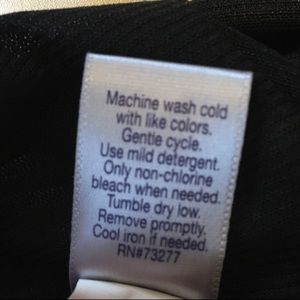 Machine wash cold
with like colors.
Gentle cycle.
Use mild detergent.
Only non-chlorine
bleach when needed.
Tumble dry low.
Remove promptly.
Cool iron if needed.
RN#73277